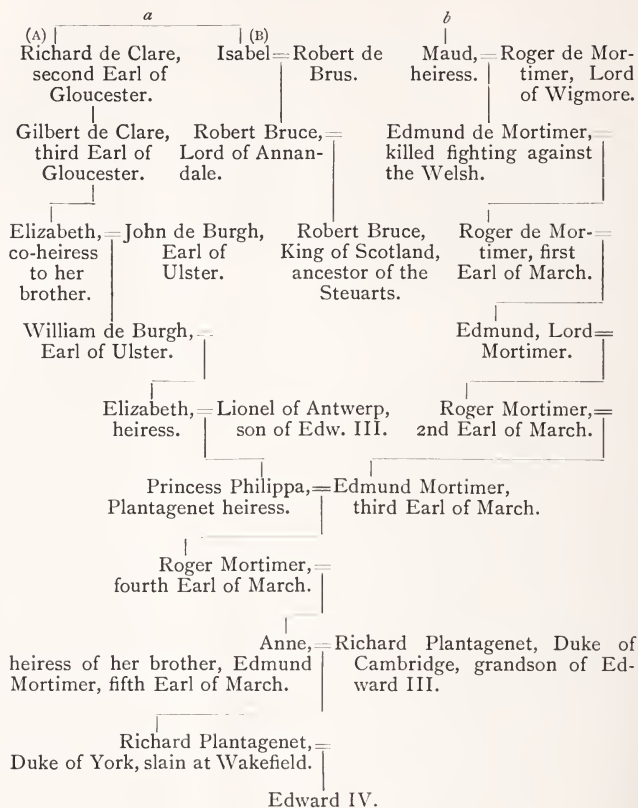 a b
(A) (B)
Richard de Clare, Isabel = Robert de Maud, = Roger de Mor-
second Earl of Brus. heiress. timer, Lord
Gloucester. of Wigmore.
Gilbert de Clare, Robert Bruce, = Edmund de Mortimer, =
third Earl of Lord of Annan- killed fighting against
Gloucester. dale. the Welsh.
Elizabeth, = John de Burgh, Robert Bruce, Roger de Mor- =
co-heiress Earl of King of Scotland, timer, first
to her Ulster. ancestor of the Earl of March.
brother. Steuarts.
William de Burgh, = Edmund, Lord =
Earl of Ulster. Mortimer.
Elizabeth, = Lionel of Antwerp, Roger Mortimer, =
heiress. son of Edw. III. 2nd Earl of March.
Princess Philippa, = Edmund Mortimer,
Plantagenet heiress. third Earl of March.
Roger Mortimer, =
fourth Earl of March.
Anne, = Richard Plantagenet, Duke of
heiress of her brother, Edmund Cambridge, grandson of Ed-
Mortimer, fifth Earl of March. ward III.
Richard Plantagenet, =
Duke of York, slain at Wakefield.
Edward IV.